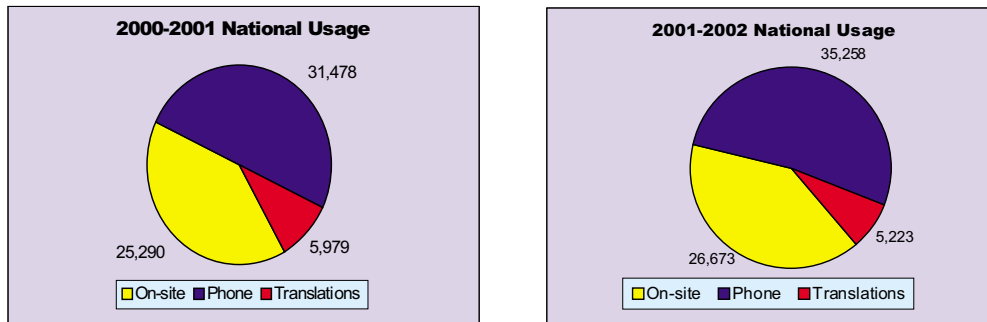 2000-2001 National Usage
31,478
25,290
5,979
On-site Phone Translations
2001-2002 National Usage
35,258
5,223
26,673
On-site Phone Translations